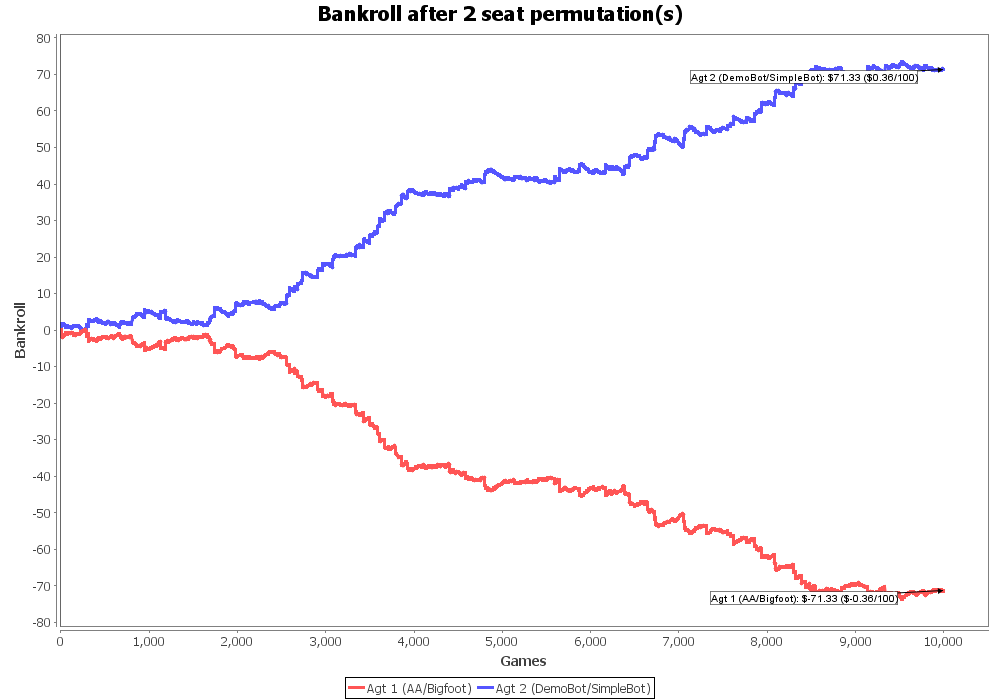 Bankroll after 2 seat permutation(s)
80
70
60
50
40
30
20
10
0
-10
-20
-30
-40
-50
-60
-70
-80
Bankroll
Agt 2 (DemoBot/SimpleBot): $71.33 ($0.36/100)
Agt 1 (AA/Bigfoot): $-71.33 ($-0.36/100)
0 1,000 2,000 3,000 4,000 5,000 6,000 7,000 8,000 9,000 10,000
Games
Agt 1 (AA/Bigfoot) Agt 2 (DemoBot/SimpleBot)